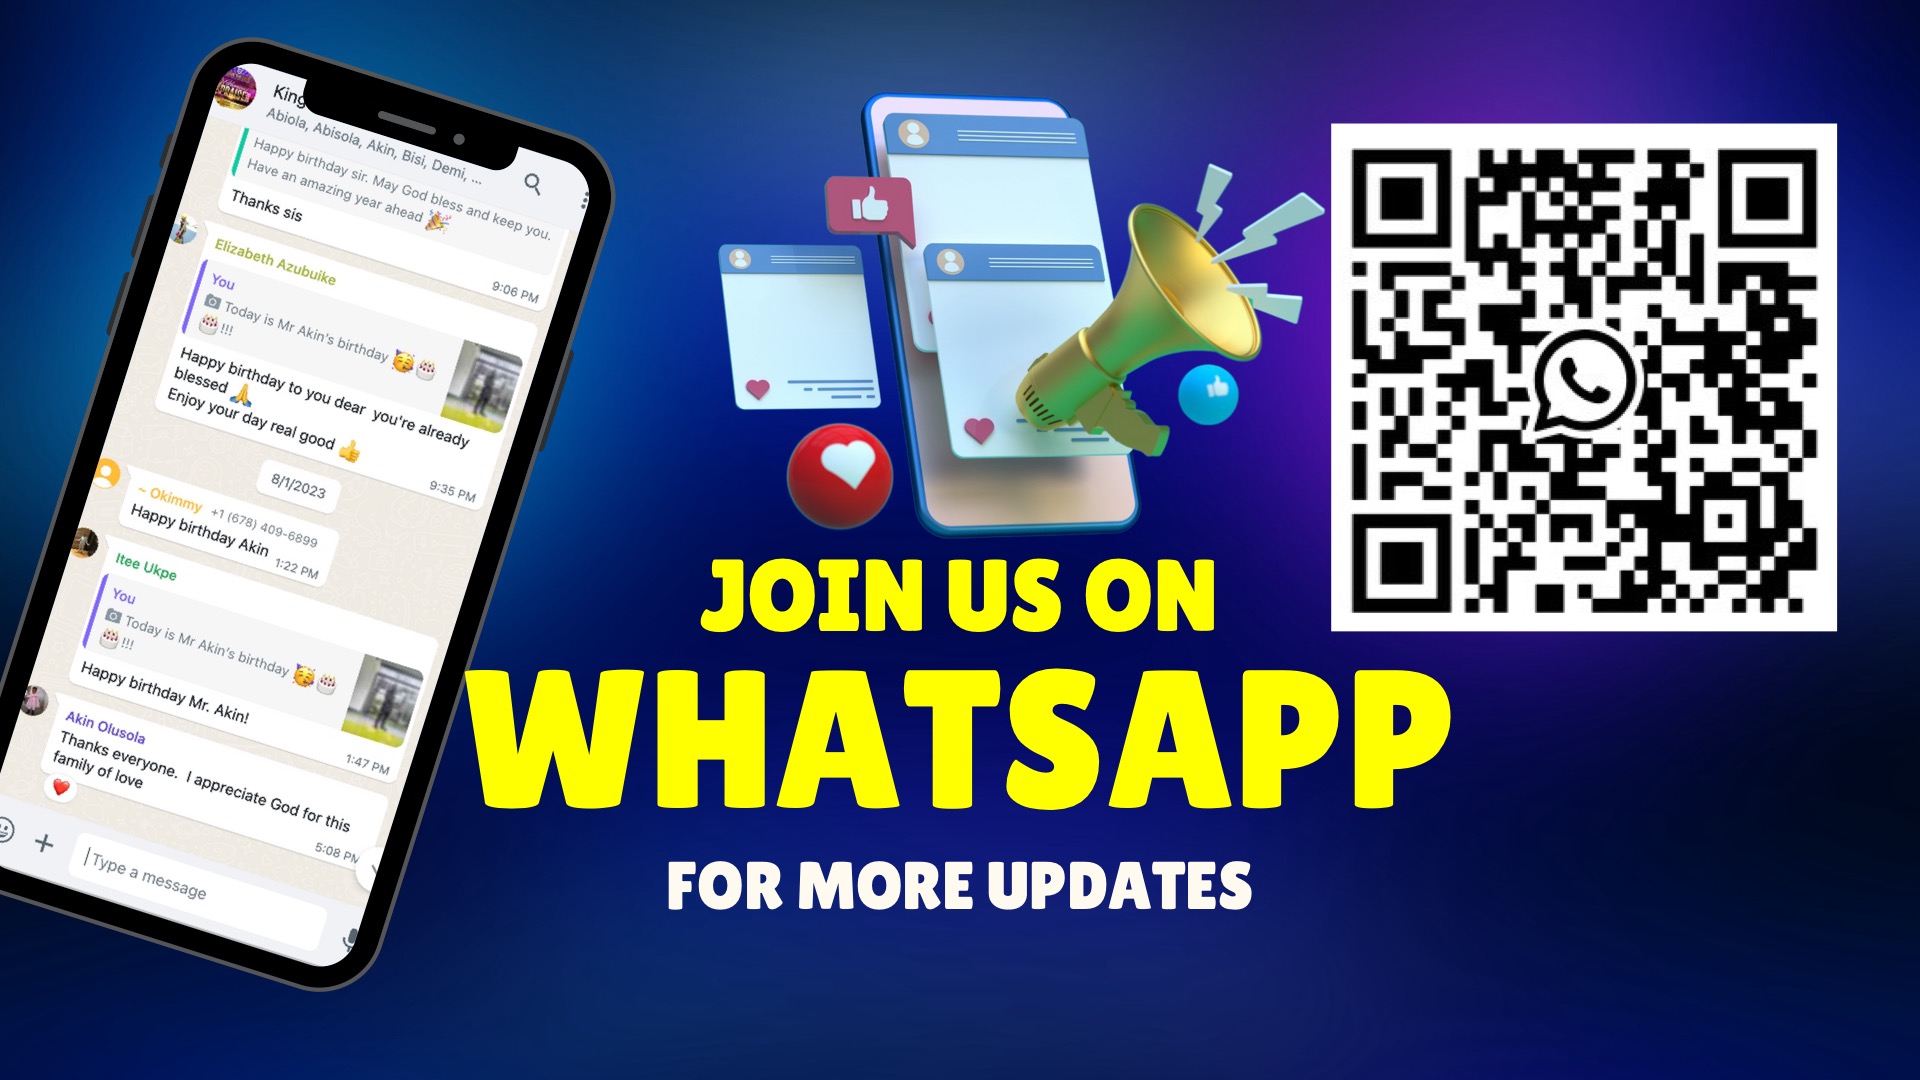 King
Abiola, Abisola, Akin, Bisi, Demi, ...
Happy birthday sir. May God bless and keep you.
Have an amazing year ahead 🎉
Thanks sis
9:06 PM
Elizabeth Azubuike
You
Today is Mr Akin's birthday 🥳🎂
🎂!!!
Happy birthday to you dear you're already
blessed 🙏
Enjoy your day real good 👍
9:35 PM
8/1/2023
~ Okimmy +1 (678) 409-6899
Happy birthday Akin
1:22 PM
Itee Ukpe
You
Today is Mr Akin's birthday 🥳🎂
🎂!!!
Happy birthday Mr. Akin!
1:47 PM
Akin Olusola
Thanks everyone. I appreciate God for this
family of love
❤️
5:08 PM
Type a message
JOIN US ON
WHATSAPP
FOR MORE UPDATES